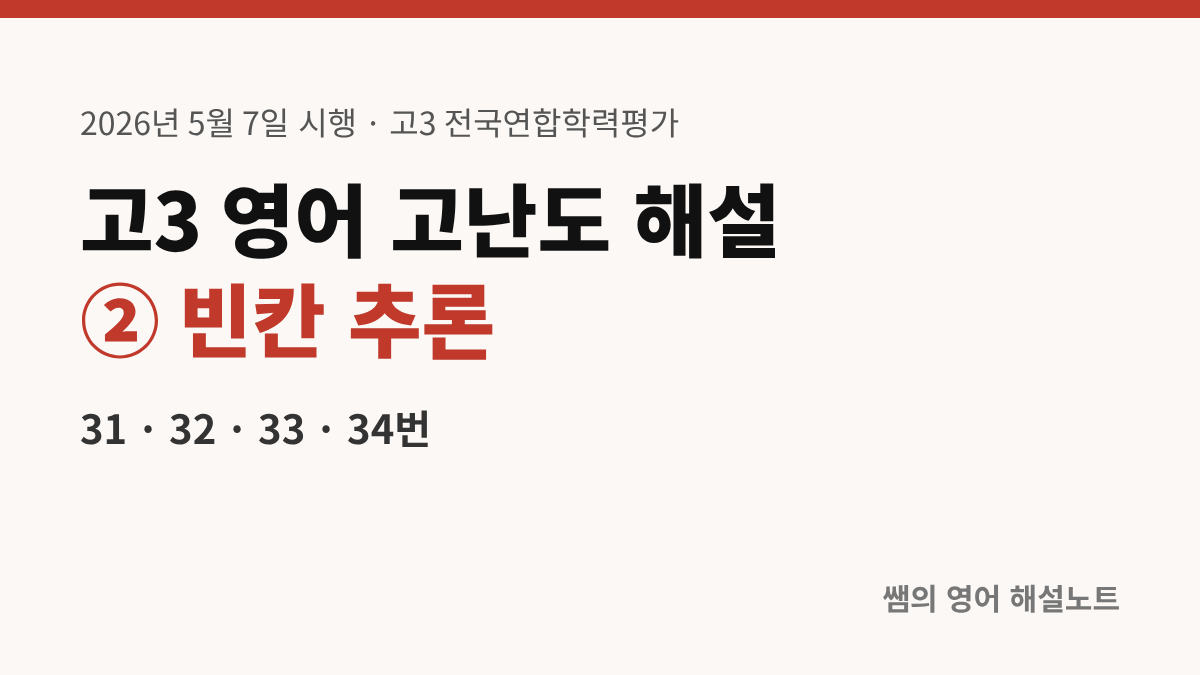 2026년 5월 7일 시행 · 고3 전국연합학력평가
고3 영어 고난도 해설
② 빈칸 추론
31 · 32 · 33 · 34번
쌤의 영어 해설노트